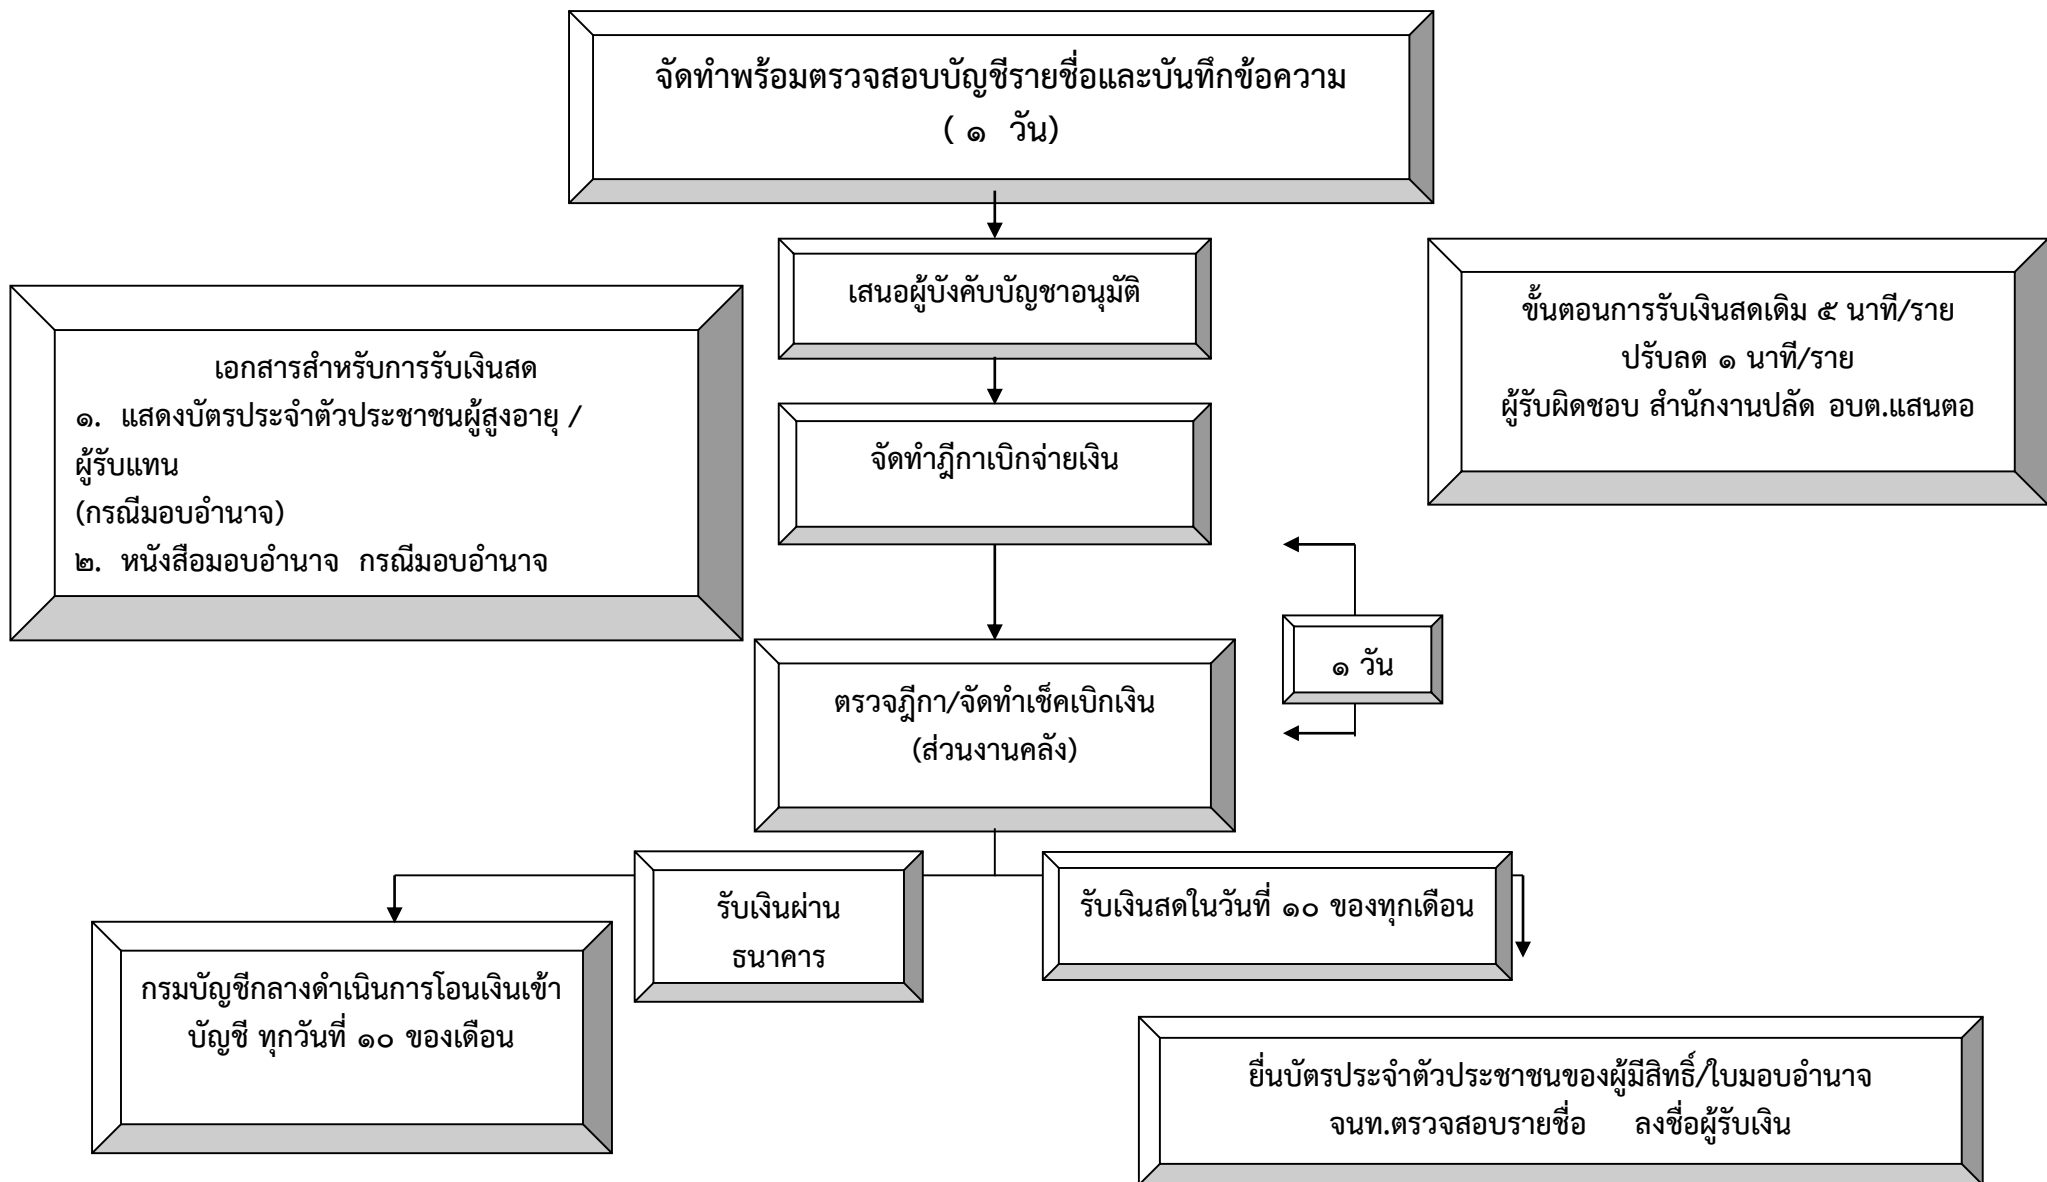 จัดทำพร้อมตรวจสอบบัญชีรายชื่อและบันทึกข้อความ
( ๑ วัน)
เสนอผู้บังคับบัญชาอนุมัติ
เอกสารสำหรับการรับเงินสด
๑. แสดงบัตรประจำตัวประชาชนผู้สูงอายุ /
ผู้รับแทน
(กรณีมอบอำนาจ)
๒. หนังสือมอบอำนาจ กรณีมอบอำนาจ
ขั้นตอนการรับเงินสดเดิม ๕ นาที/ราย
ปรับลด ๑ นาที/ราย
ผู้รับผิดชอบ สำนักงานปลัด อบต.แสนตอ
จัดทำฎีกาเบิกจ่ายเงิน
๑ วัน
ตรวจฎีกา/จัดทำเช็คเบิกเงิน
(ส่วนงานคลัง)
รับเงินผ่าน
ธนาคาร
รับเงินสดในวันที่ ๑๐ ของทุกเดือน
กรมบัญชีกลางดำเนินการโอนเงินเข้า
บัญชี ทุกวันที่ ๑๐ ของเดือน
ยื่นบัตรประจำตัวประชาชนของผู้มีสิทธิ์/ใบมอบอำนาจ
จนท.ตรวจสอบรายชื่อ ลงชื่อผู้รับเงิน